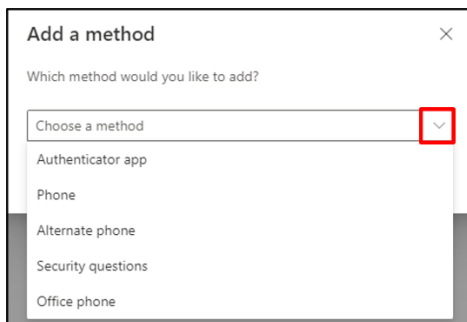 Add a method
Which method would you like to add?
Choose a method
Authenticator app
Phone
Alternate phone
Security questions
Office phone